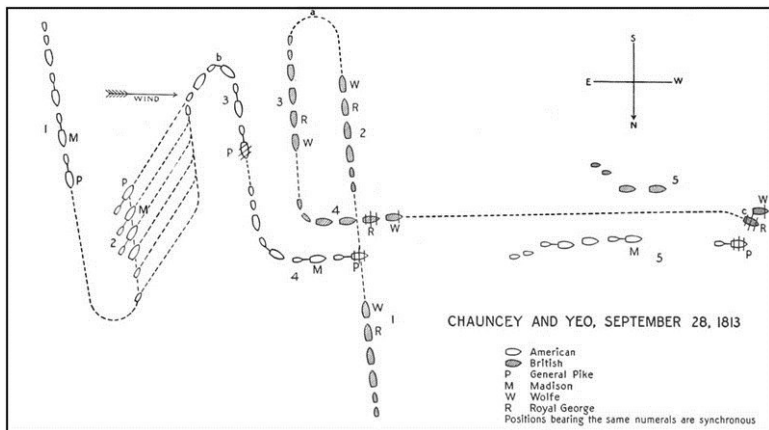 a
S
b
E W
W
WIND
3
3
R
R
1
M
N
2
W
P
P
P
5
W
M
4
c
R
W
R
2
M
P
5
P
4
M
W
1
R
CHAUNCEY AND YEO, SEPTEMBER 28, 1813
American
British
P General Pike
M Madison
W Wolfe
R Royal George
Positions bearing the same numerals are synchronous